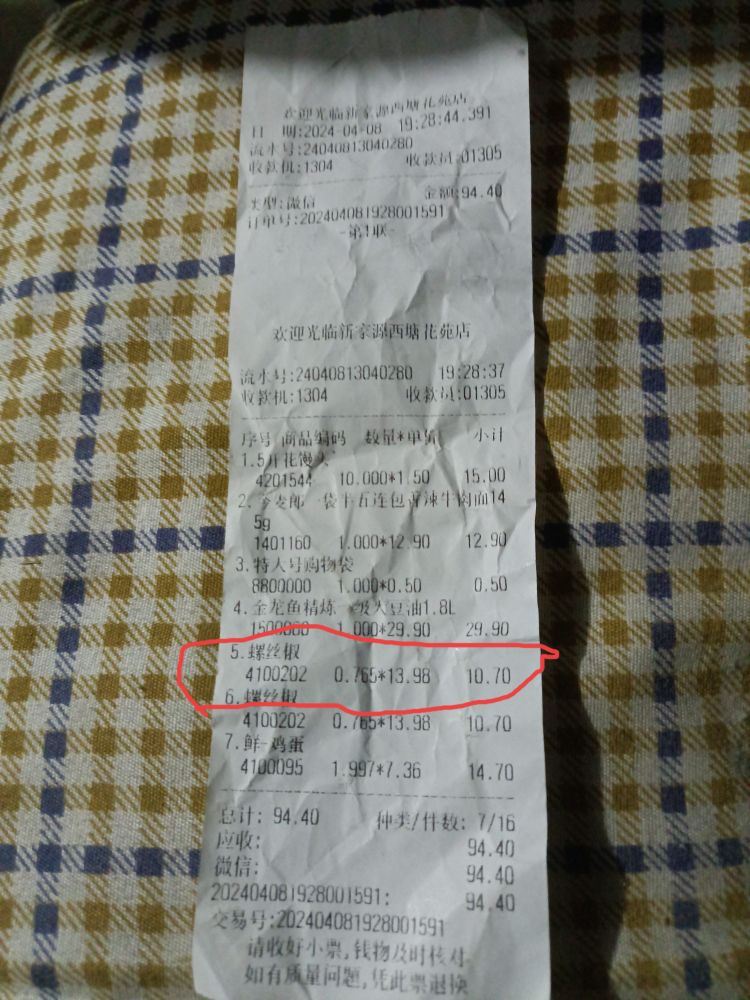 欢迎光临新家源西塘花苑店
日 期:2024-04-08 19:28:44.391
流水号:24040813040280
收款机:1304 收款员:01305
类型:微信 金额:94.40
订单号:202404081928001591
-第1联-
欢迎光临新家源西塘花苑店
流水号:24040813040280 19:28:37
收款机:1304 收款员:01305
序号 商品编码 数量*单价 小计
1.5开花馒头
4201544 10.000*1.50 15.00
2.今麦郎一袋半五连包香辣牛肉面14
5g
1401160 1.000*12.90 12.90
3.特大号购物袋
8800000 1.000*0.50 0.50
4.金龙鱼精炼一级大豆油1.8L
1.000*29.90 29.90
5.螺丝椒
4100202 0.765*13.98 10.70
6.螺丝椒
4100202 0.765*13.98 10.70
7.鲜-鸡蛋
4100095 1.997*7.36 14.70
总计: 94.40 种类/件数: 7/16
应收: 94.40
微信: 94.40
202404081928001591: 94.40
交易号:202404081928001591
请收好小票,钱物及时核对
如有质量问题,凭此票退换